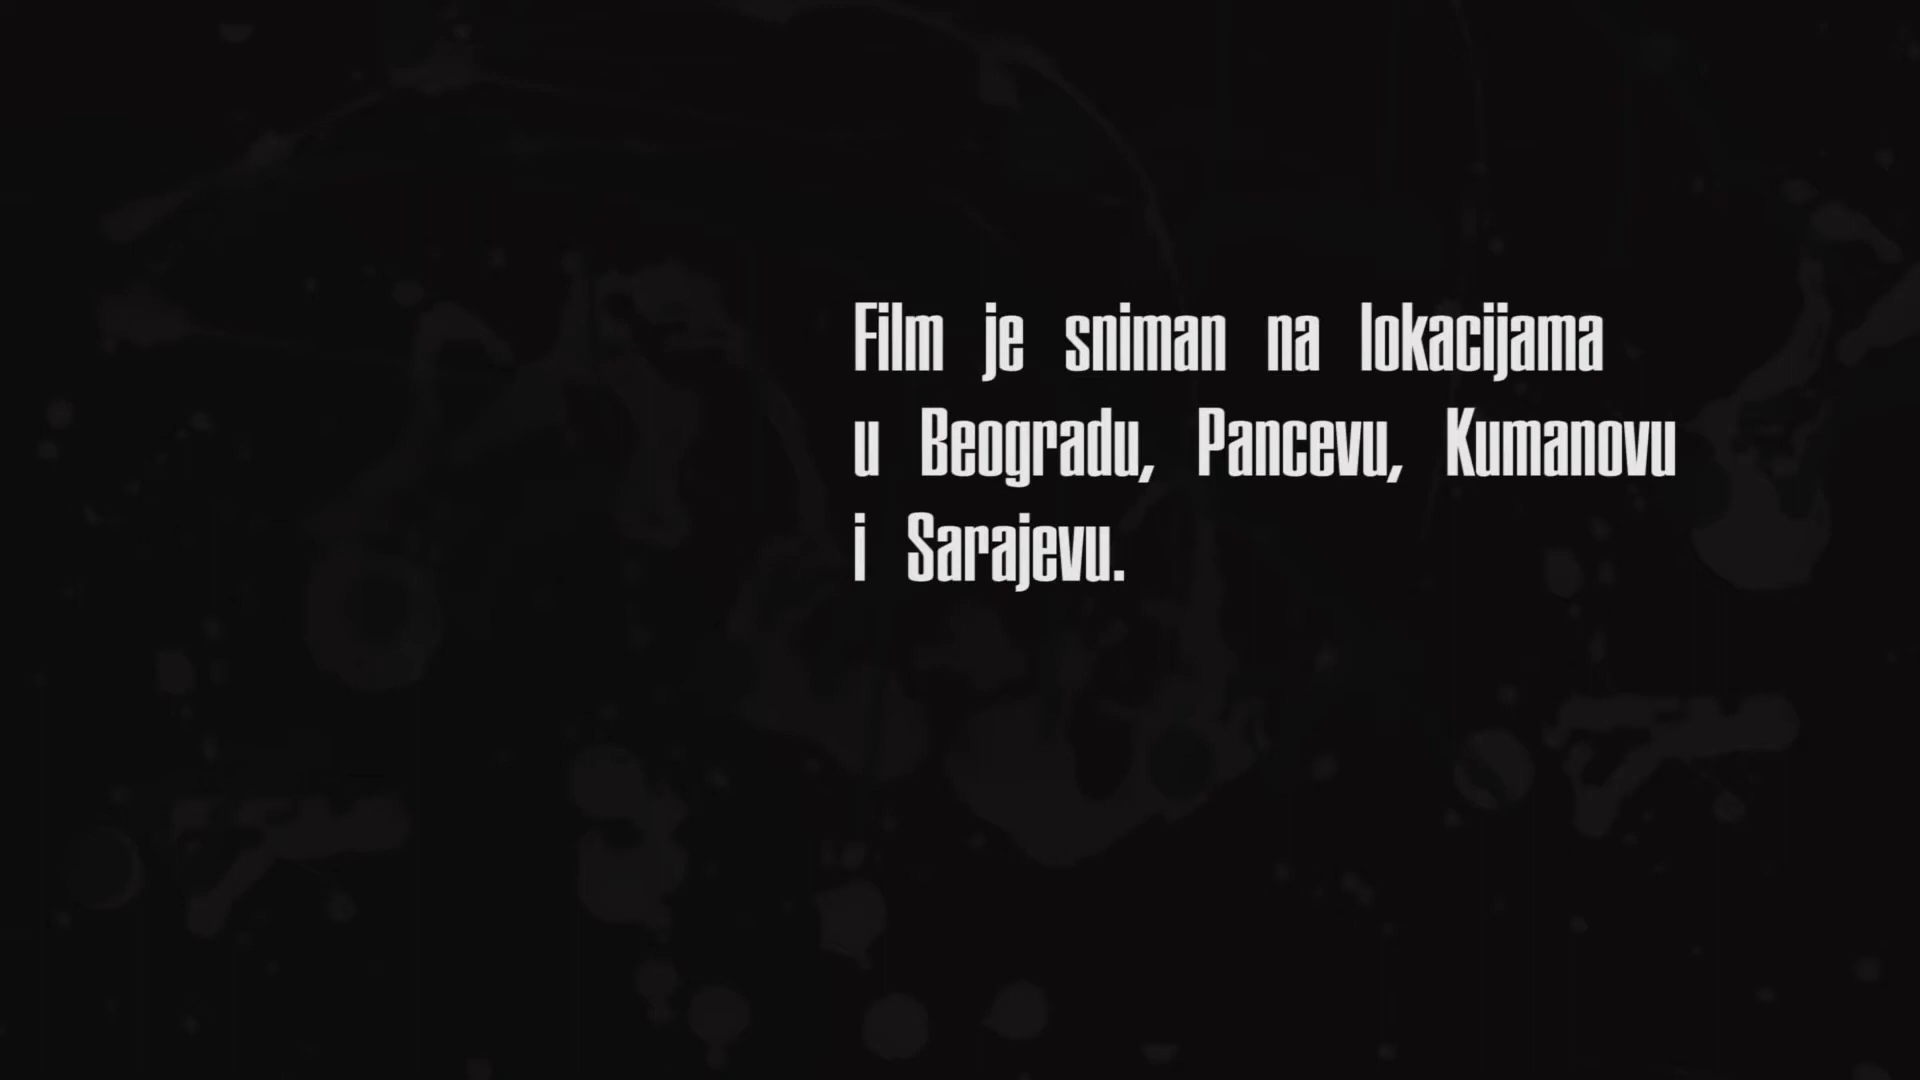 Film je sniman na lokacijama
u Beogradu, Pancevu, Kumanovu
i Sarajevu.